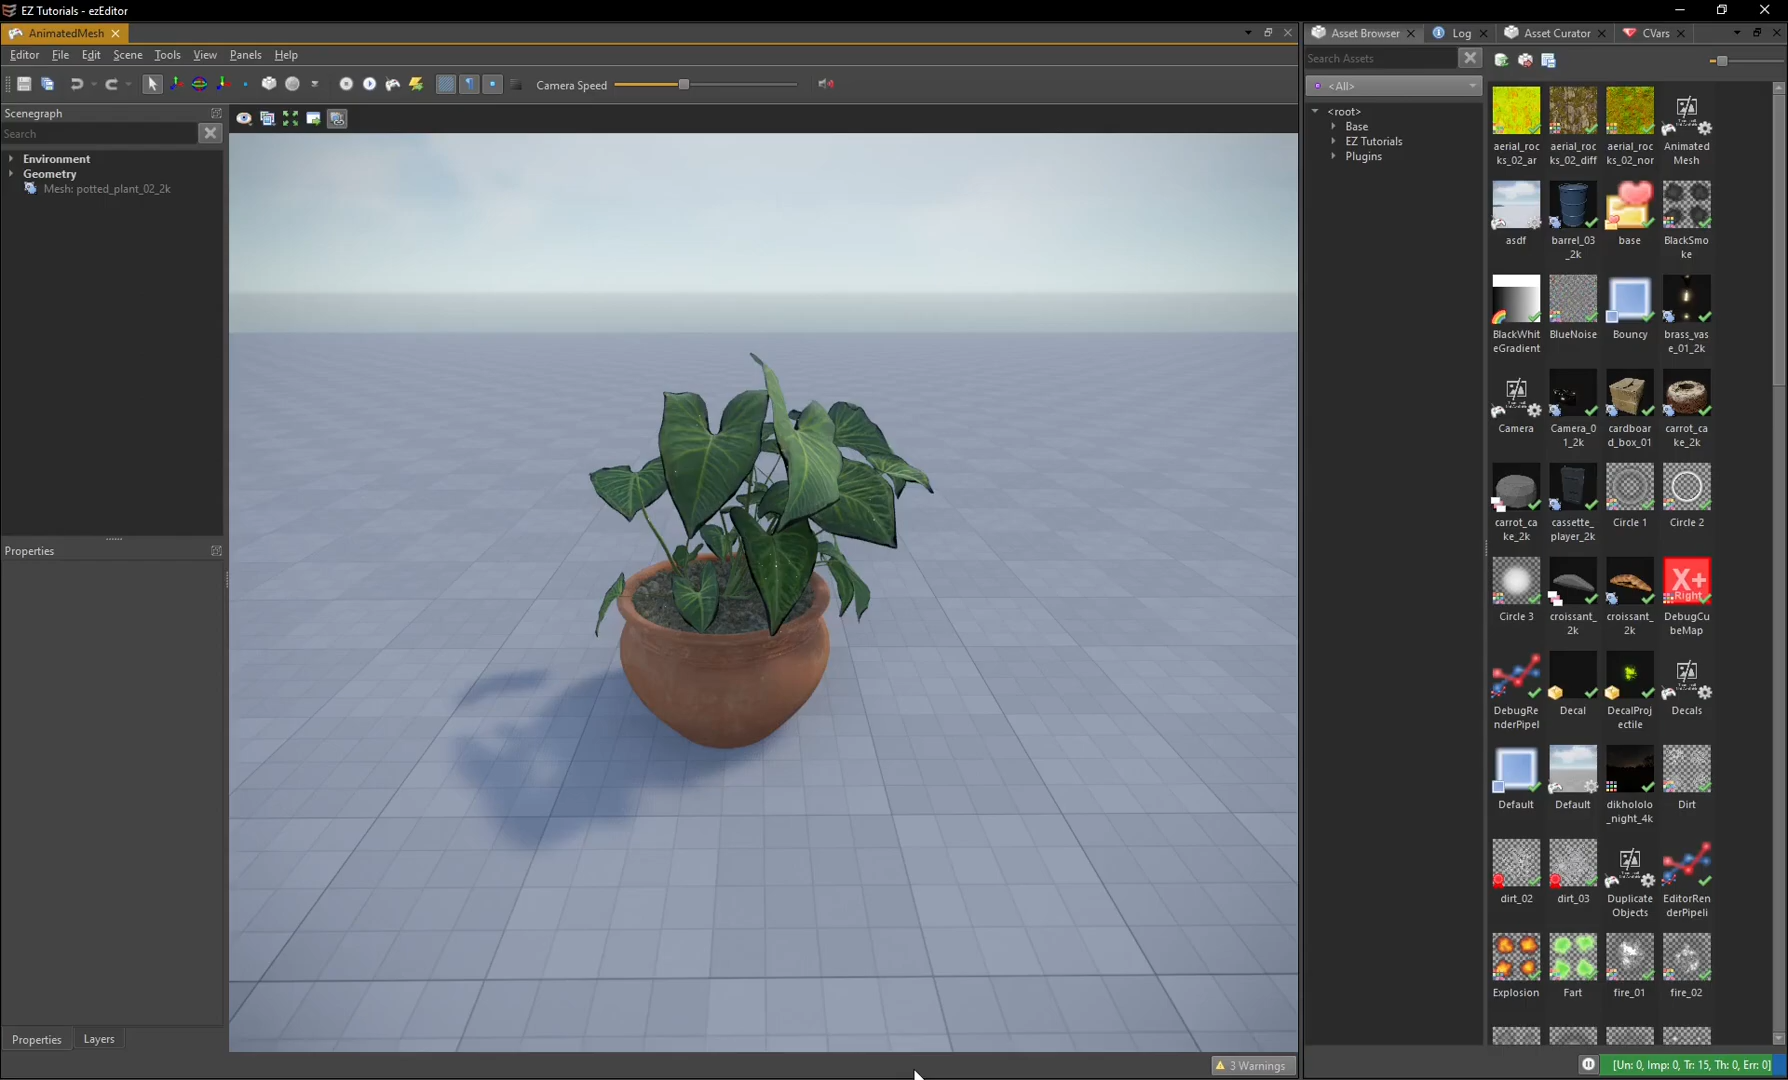 EZ Tutorials - ezEditor
AnimatedMesh
Editor File Edit Scene Tools View Panels Help
Camera Speed
Scenegraph
Search
Environment
Geometry
Mesh: potted_plant_02_2k
Properties
Properties Layers
3 Warnings
Asset Browser Log Asset Curator CVars
Search Assets
<All>
<root>
Base
EZ Tutorials
Plugins
aerial_roc
ks_02_ar
aerial_roc
ks_02_diff
aerial_roc
ks_02_nor
Animated
Mesh
asdf
barrel_03
_2k
base
BlackSmo
ke
BlackWhit
eGradient
BlueNoise
Bouncy
brass_va
se_01_2k
Camera
Camera_0
1_2k
cardboar
d_box_01
carrot_ca
ke_2k
carrot_ca
ke_2k
cassette_
player_2k
Circle 1
Circle 2
Circle 3
croissant_
2k
croissant_
2k
X+
Right
DebugCu
beMap
DebugRe
nderPipel
Decal
DecalProj
ectile
Decals
Default
Default
dikhololo
_night_4k
Dirt
dirt_02
dirt_03
Duplicate
Objects
EditorRen
derPipeli
Explosion
Fart
fire_01
fire_02
[Un: 0, Imp: 0, Tr: 15, Th: 0, Err: 0]